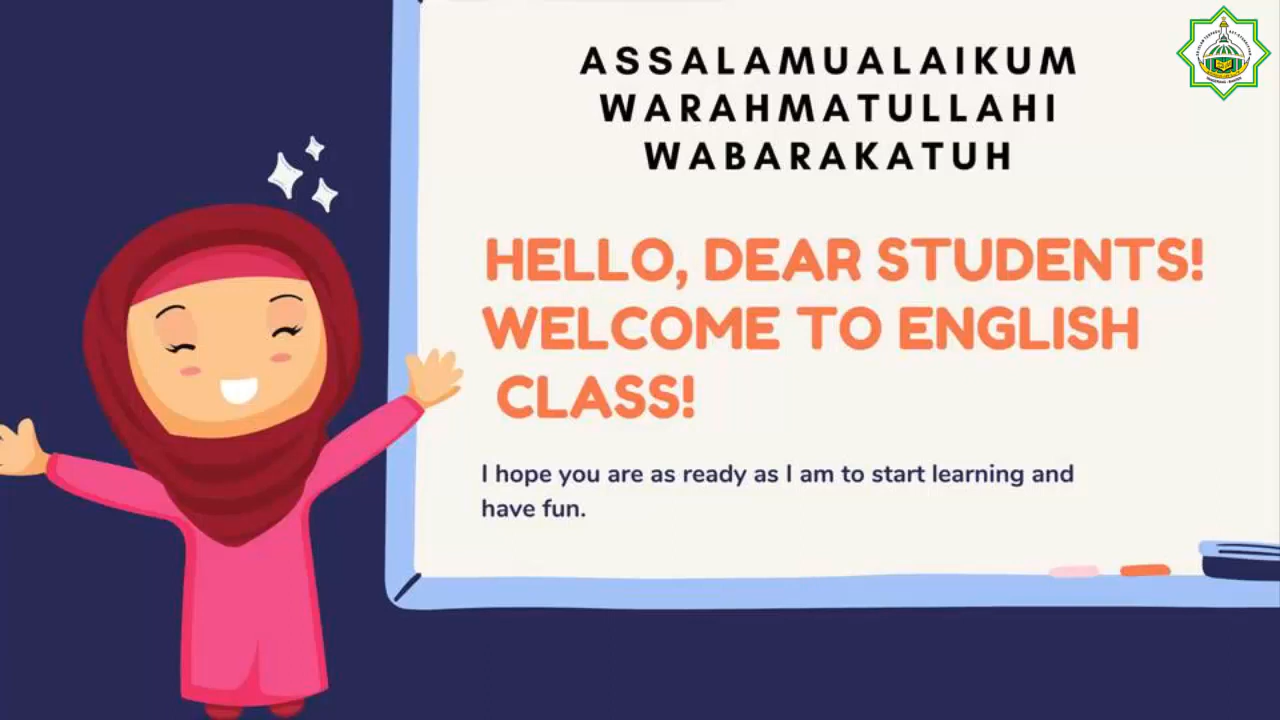 ASSALAMUALAIKUM
WARAHMATULLAHI
WABARAKATUH
HELLO, DEAR STUDENTS!
WELCOME TO ENGLISH
CLASS!
I hope you are as ready as I am to start learning and
have fun.